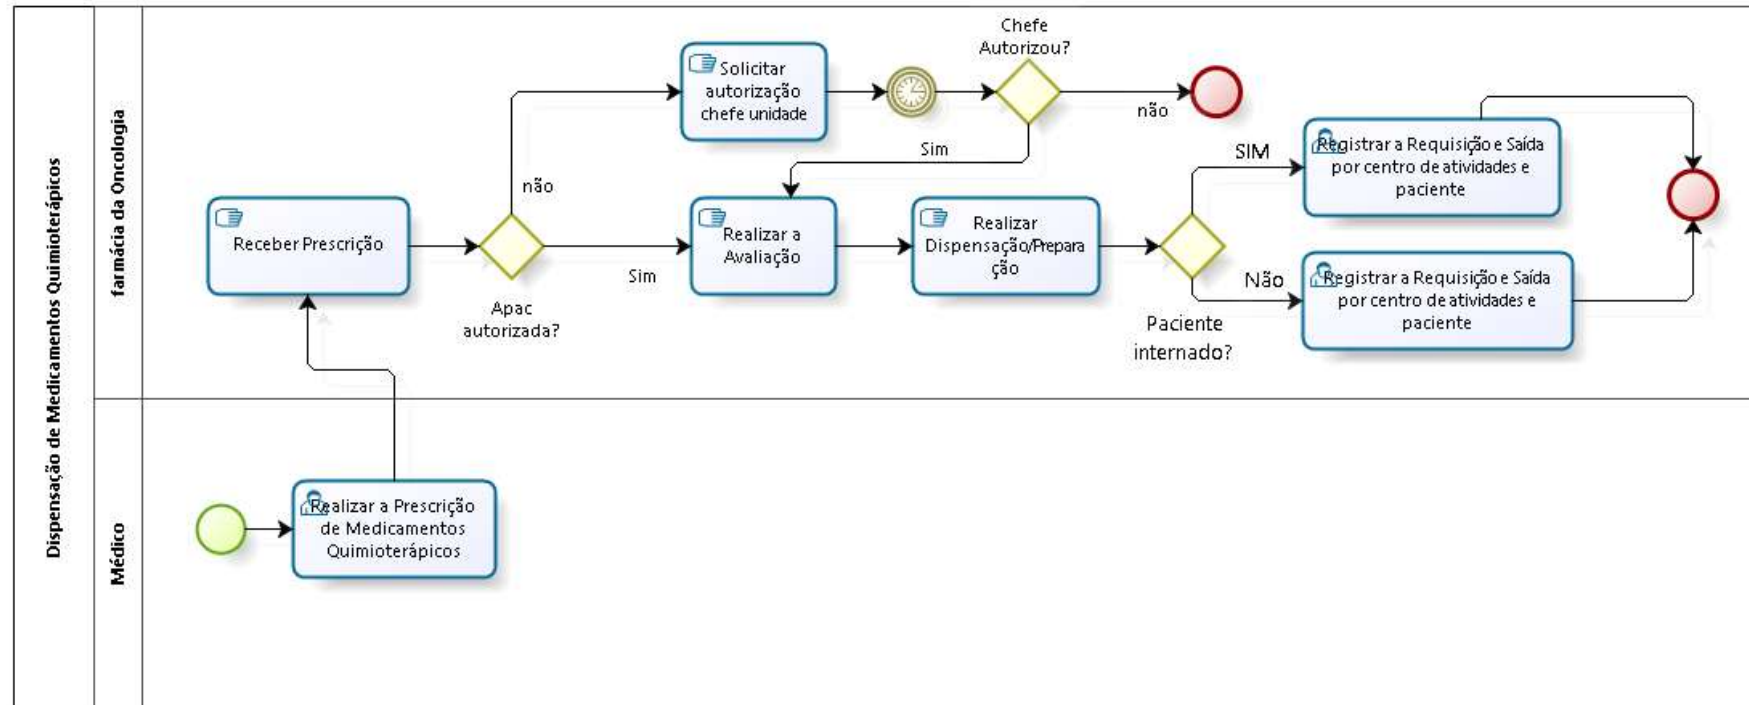 Dispensação de Medicamentos Quimioterápicos
farmácia da Oncologia
Médico
Chefe
Autorizou?
Solicitar
autorização
chefe unidade
não
Sim
não
SIM
Registrar a Requisição e Saída
por centro de atividades e
paciente
Receber Prescrição
Apac
autorizada?
Sim
Realizar a
Avaliação
Realizar
Dispensação/Prepara
ção
Paciente
internado?
Não
Registrar a Requisição e Saída
por centro de atividades e
paciente
Realizar a Prescrição
de Medicamentos
Quimioterápicos